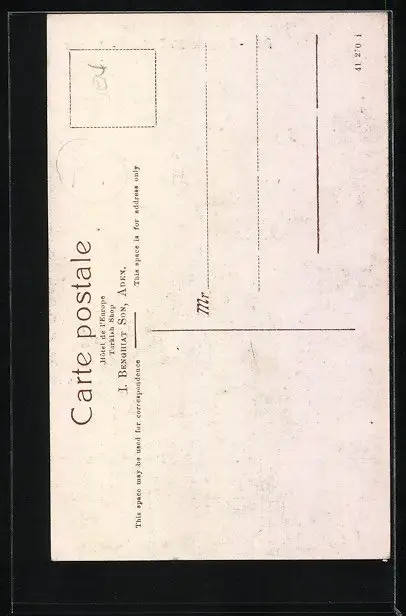 Carte postale
Hôtel de l'Europe
Turkish Shop
I. Benghiat Son, Aden.
This space may be used for correspondence
This space is for address only
Mr
41 270 1